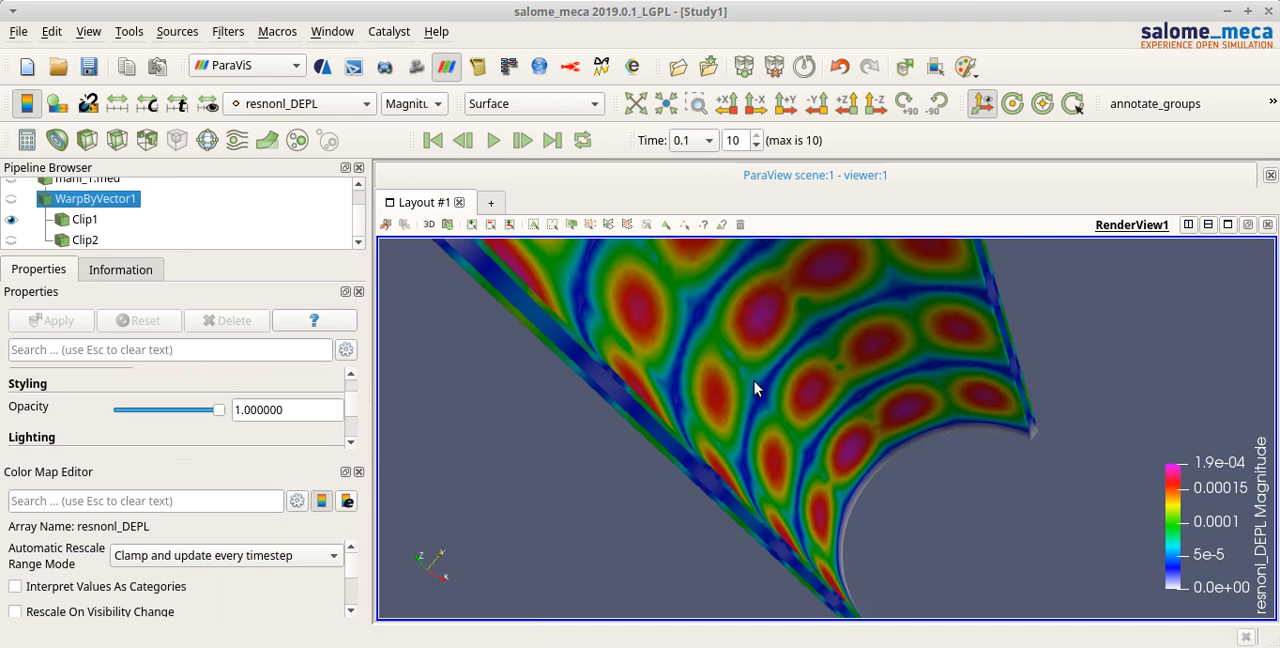 salome_meca 2019.0.1_LGPL - [Study1]
File Edit View Tools Sources Filters Macros Window Catalyst Help
salome_meca
EXPERIENCE OPEN SIMULATION
ParaViS
resnonl_DEPL Magnitu Surface +X -X +Y -Y +Z -Z +90 -90 annotate_groups »
Time: 0.1 10 (max is 10)
Pipeline Browser
ParaView scene:1 - viewer:1
WarpByVector1
Clip1
Clip2
Layout #1 +
3D RenderView1
Properties Information
Properties
Apply Reset Delete ?
Search ... (use Esc to clear text)
Styling
Opacity 1.000000
Lighting
Color Map Editor
Search ... (use Esc to clear text)
Array Name: resnonl_DEPL
Automatic Rescale
Range Mode Clamp and update every timestep
Interpret Values As Categories
Rescale On Visibility Change
Z Y X
1.9e-04
0.00015
0.0001
5e-5
0.0e+00
resnonl_DEPL Magnitude